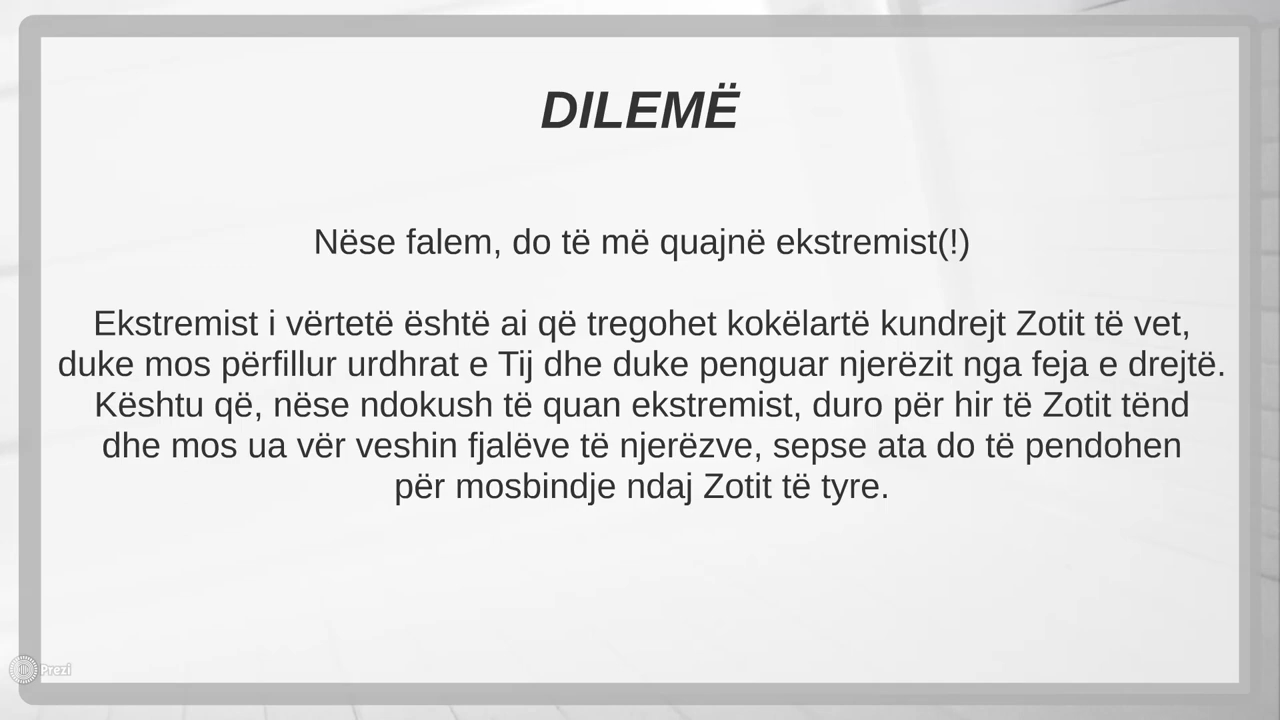 DILEMË
Nëse falem, do të më quajnë ekstremist(!)
Ekstremist i vërtetë është ai që tregohet kokëlartë kundrejt Zotit të vet,
duke mos përfillur urdhrat e Tij dhe duke penguar njerëzit nga feja e drejtë.
Kështu që, nëse ndokush të quan ekstremist, duro për hir të Zotit tënd
dhe mos ua vër veshin fjalëve të njerëzve, sepse ata do të pendohen
për mosbindje ndaj Zotit të tyre.
Prezi